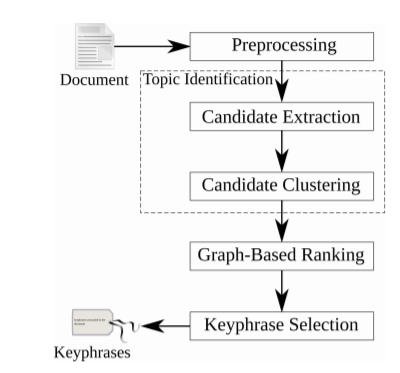 Preprocessing
Document
Topic Identification
Candidate Extraction
Candidate Clustering
Graph-Based Ranking
Keyphrase Selection
Keyphrases